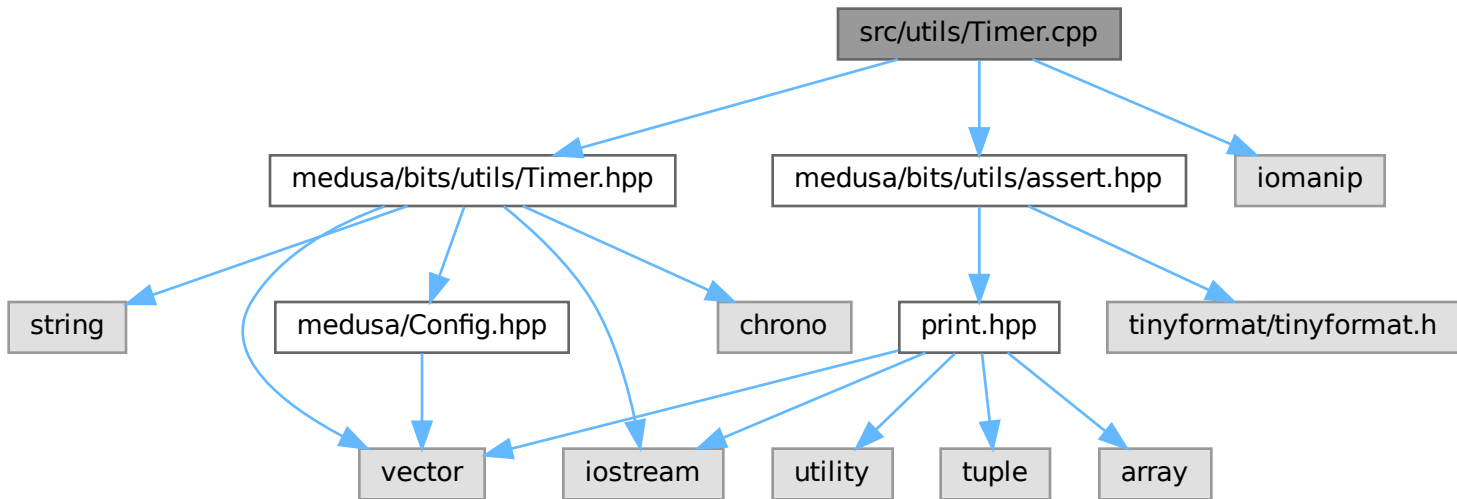 src/utils/Timer.cpp
medusa/bits/utils/Timer.hpp
medusa/bits/utils/assert.hpp
iomanip
string
medusa/Config.hpp
chrono
print.hpp
tinyformat/tinyformat.h
vector
iostream
utility
tuple
array